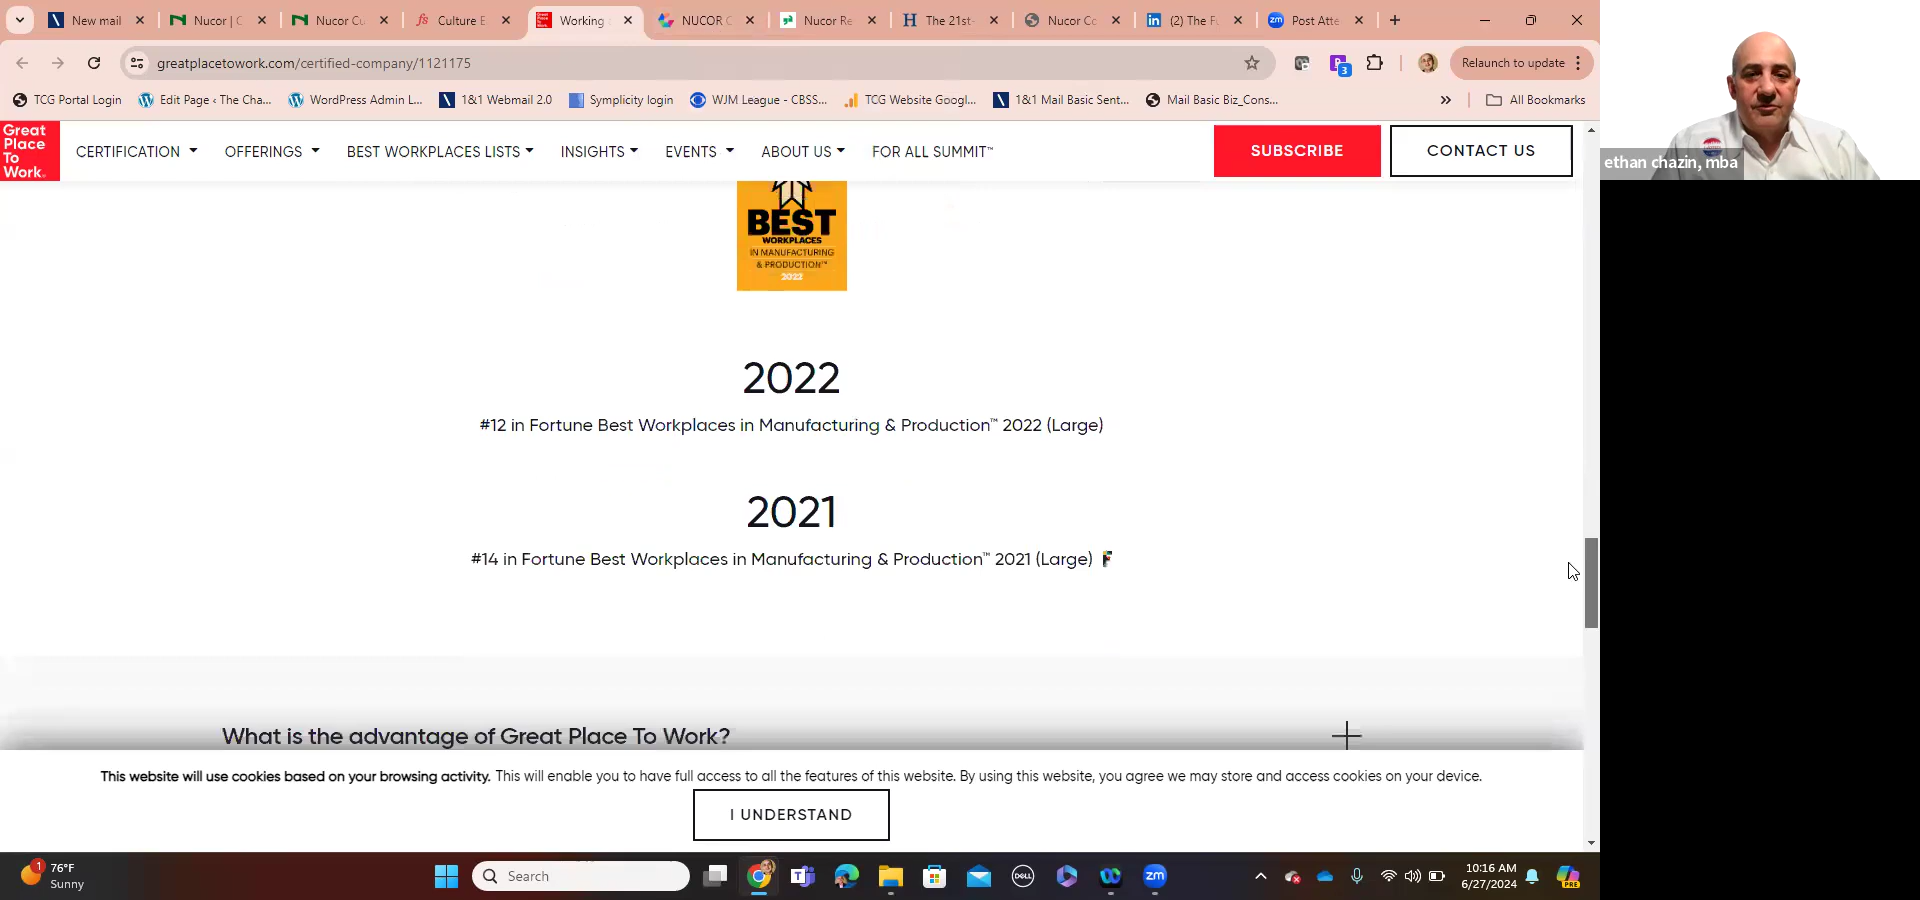 New mail
Nucor | C
Nucor Cu
Culture E
Working
NUCOR C
Nucor Re
The 21st-
Nucor Co
(2) The Fu
Post Atte
greatplacetowork.com/certified-company/1121175
3
Relaunch to update
TCG Portal Login
Edit Page ‹ The Cha...
WordPress Admin L...
1&1 Webmail 2.0
Symplicity login
WJM League - CBSS...
TCG Website Googl...
1&1 Mail Basic Sent...
Mail Basic Biz_Cons...
All Bookmarks
Great
Place
To
Work.
CERTIFICATION
OFFERINGS
BEST WORKPLACES LISTS
INSIGHTS
EVENTS
ABOUT US
FOR ALL SUMMIT™
SUBSCRIBE
CONTACT US
ethan chazin, mba
BEST
WORKPLACES
IN MANUFACTURING
& PRODUCTION™
2022
2022
#12 in Fortune Best Workplaces in Manufacturing & Production™ 2022 (Large)
2021
#14 in Fortune Best Workplaces in Manufacturing & Production™ 2021 (Large)
What is the advantage of Great Place To Work?
This website will use cookies based on your browsing activity. This will enable you to have full access to all the features of this website. By using this website, you agree we may store and access cookies on your device.
I UNDERSTAND
1
76°F
Sunny
Search
DELL
zm
10:16 AM
6/27/2024
PRE